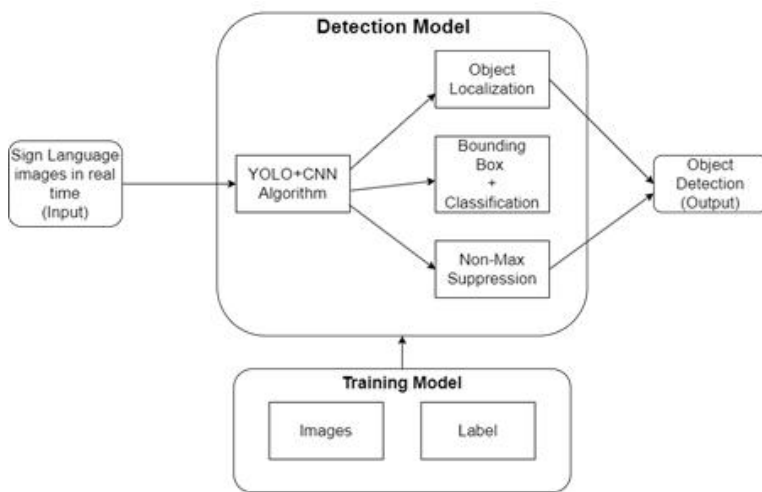 Detection Model
Object
Localization
Sign Language
images in real
time
(Input)
YOLO+CNN
Algorithm
Bounding
Box
+
Classification
Object
Detection
(Output)
Non-Max
Suppression
Training Model
Images
Label